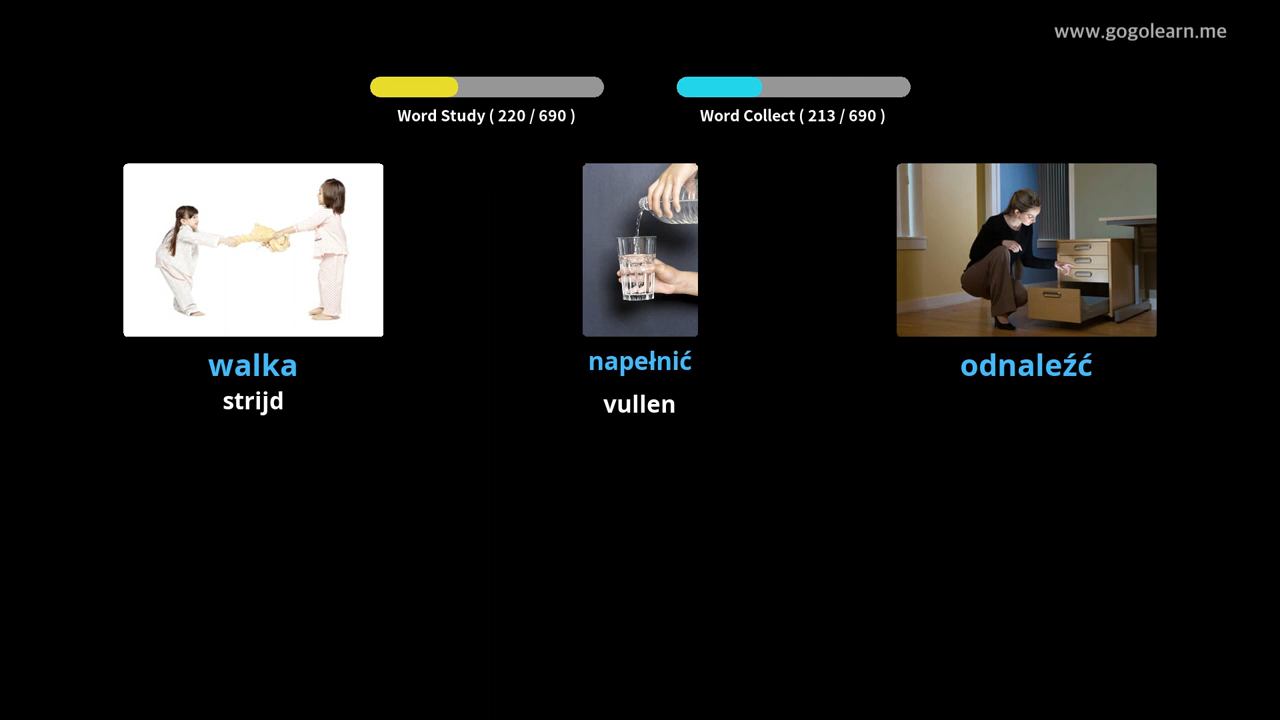 www.gogolearn.me
Word Study ( 220 / 690 )
Word Collect ( 213 / 690 )
walka
strijd
napełnić
vullen
odnaleźć